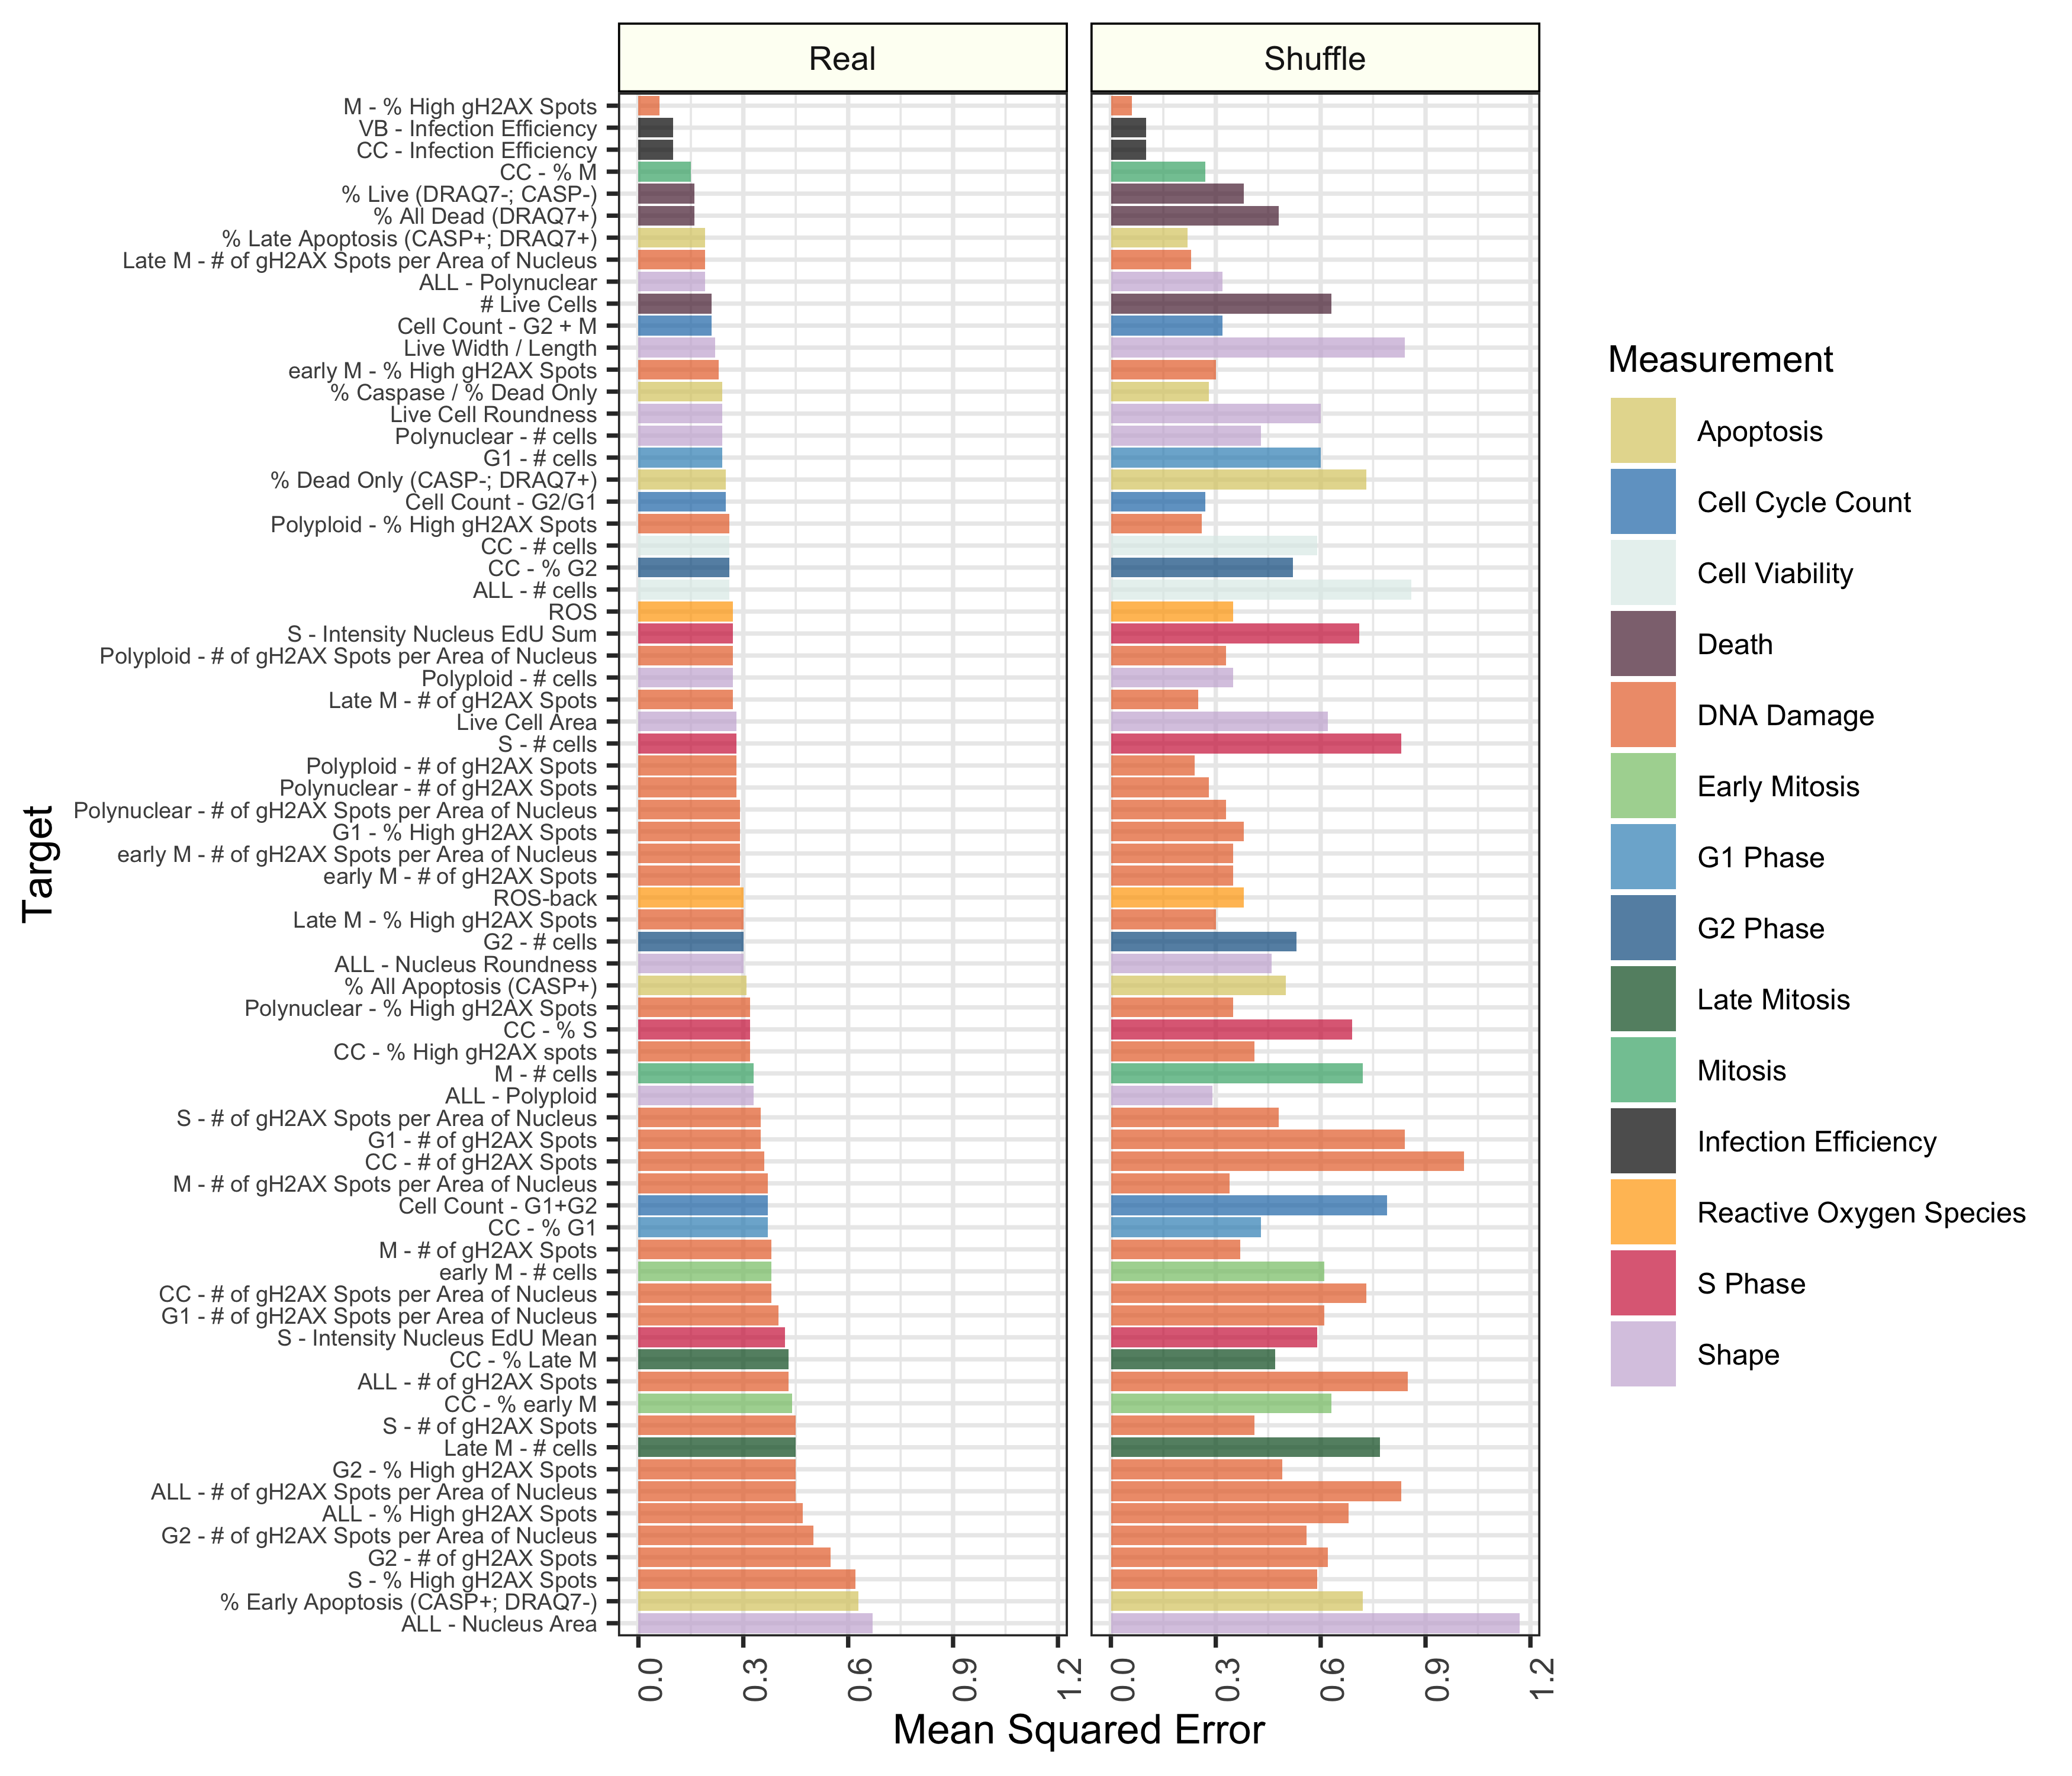 Real
Shuffle
Target
M - % High gH2AX Spots
VB - Infection Efficiency
CC - Infection Efficiency
CC - % M
% Live (DRAQ7-; CASP-)
% All Dead (DRAQ7+)
% Late Apoptosis (CASP+; DRAQ7+)
Late M - # of gH2AX Spots per Area of Nucleus
ALL - Polynuclear
# Live Cells
Cell Count - G2 + M
Live Width / Length
early M - % High gH2AX Spots
% Caspase / % Dead Only
Live Cell Roundness
Polynuclear - # cells
G1 - # cells
% Dead Only (CASP-; DRAQ7+)
Cell Count - G2/G1
Polyploid - % High gH2AX Spots
CC - # cells
CC - % G2
ALL - # cells
ROS
S - Intensity Nucleus EdU Sum
Polyploid - # of gH2AX Spots per Area of Nucleus
Polyploid - # cells
Late M - # of gH2AX Spots
Live Cell Area
S - # cells
Polyploid - # of gH2AX Spots
Polynuclear - # of gH2AX Spots
Polynuclear - # of gH2AX Spots per Area of Nucleus
G1 - % High gH2AX Spots
early M - # of gH2AX Spots per Area of Nucleus
early M - # of gH2AX Spots
ROS-back
Late M - % High gH2AX Spots
G2 - # cells
ALL - Nucleus Roundness
% All Apoptosis (CASP+)
Polynuclear - % High gH2AX Spots
CC - % S
CC - % High gH2AX spots
M - # cells
ALL - Polyploid
S - # of gH2AX Spots per Area of Nucleus
G1 - # of gH2AX Spots
CC - # of gH2AX Spots
M - # of gH2AX Spots per Area of Nucleus
Cell Count - G1+G2
CC - % G1
M - # of gH2AX Spots
early M - # cells
CC - # of gH2AX Spots per Area of Nucleus
G1 - # of gH2AX Spots per Area of Nucleus
S - Intensity Nucleus EdU Mean
CC - % Late M
ALL - # of gH2AX Spots
CC - % early M
S - # of gH2AX Spots
Late M - # cells
G2 - % High gH2AX Spots
ALL - # of gH2AX Spots per Area of Nucleus
ALL - % High gH2AX Spots
G2 - # of gH2AX Spots per Area of Nucleus
G2 - # of gH2AX Spots
S - % High gH2AX Spots
% Early Apoptosis (CASP+; DRAQ7-)
ALL - Nucleus Area
0.0 0.3 0.6 0.9 1.2
0.0 0.3 0.6 0.9 1.2
Mean Squared Error
Measurement
Apoptosis
Cell Cycle Count
Cell Viability
Death
DNA Damage
Early Mitosis
G1 Phase
G2 Phase
Late Mitosis
Mitosis
Infection Efficiency
Reactive Oxygen Species
S Phase
Shape